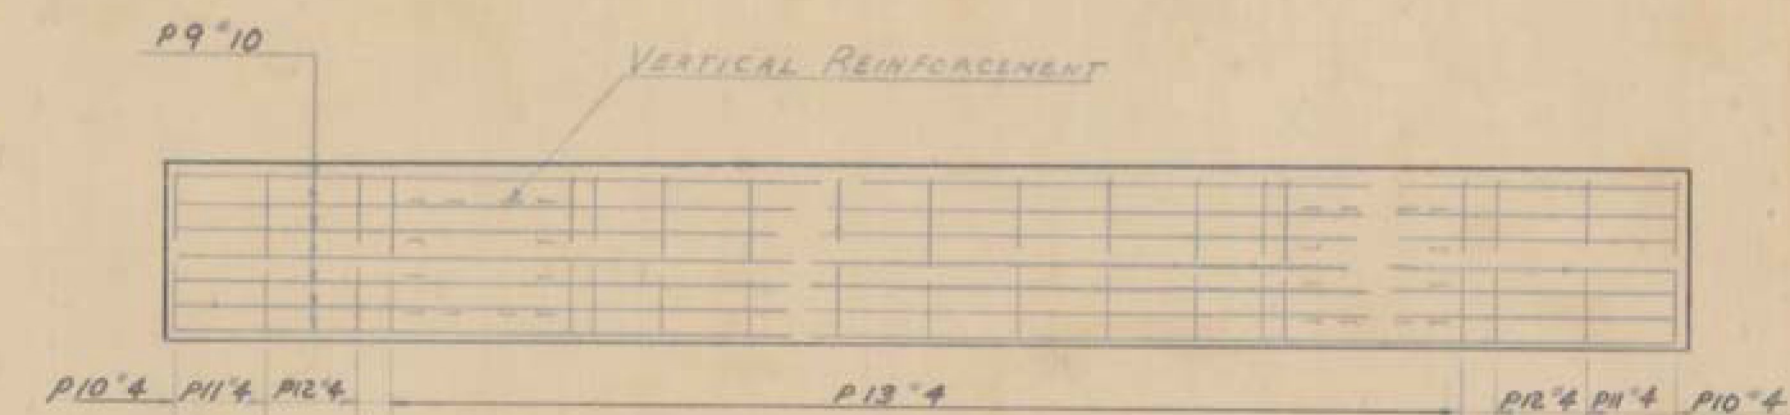 P9 #10
VERTICAL REINFORCEMENT
P10 #4 P11 #4 P12 #4 P13 #4 P12 #4 P11 #4 P10 #4